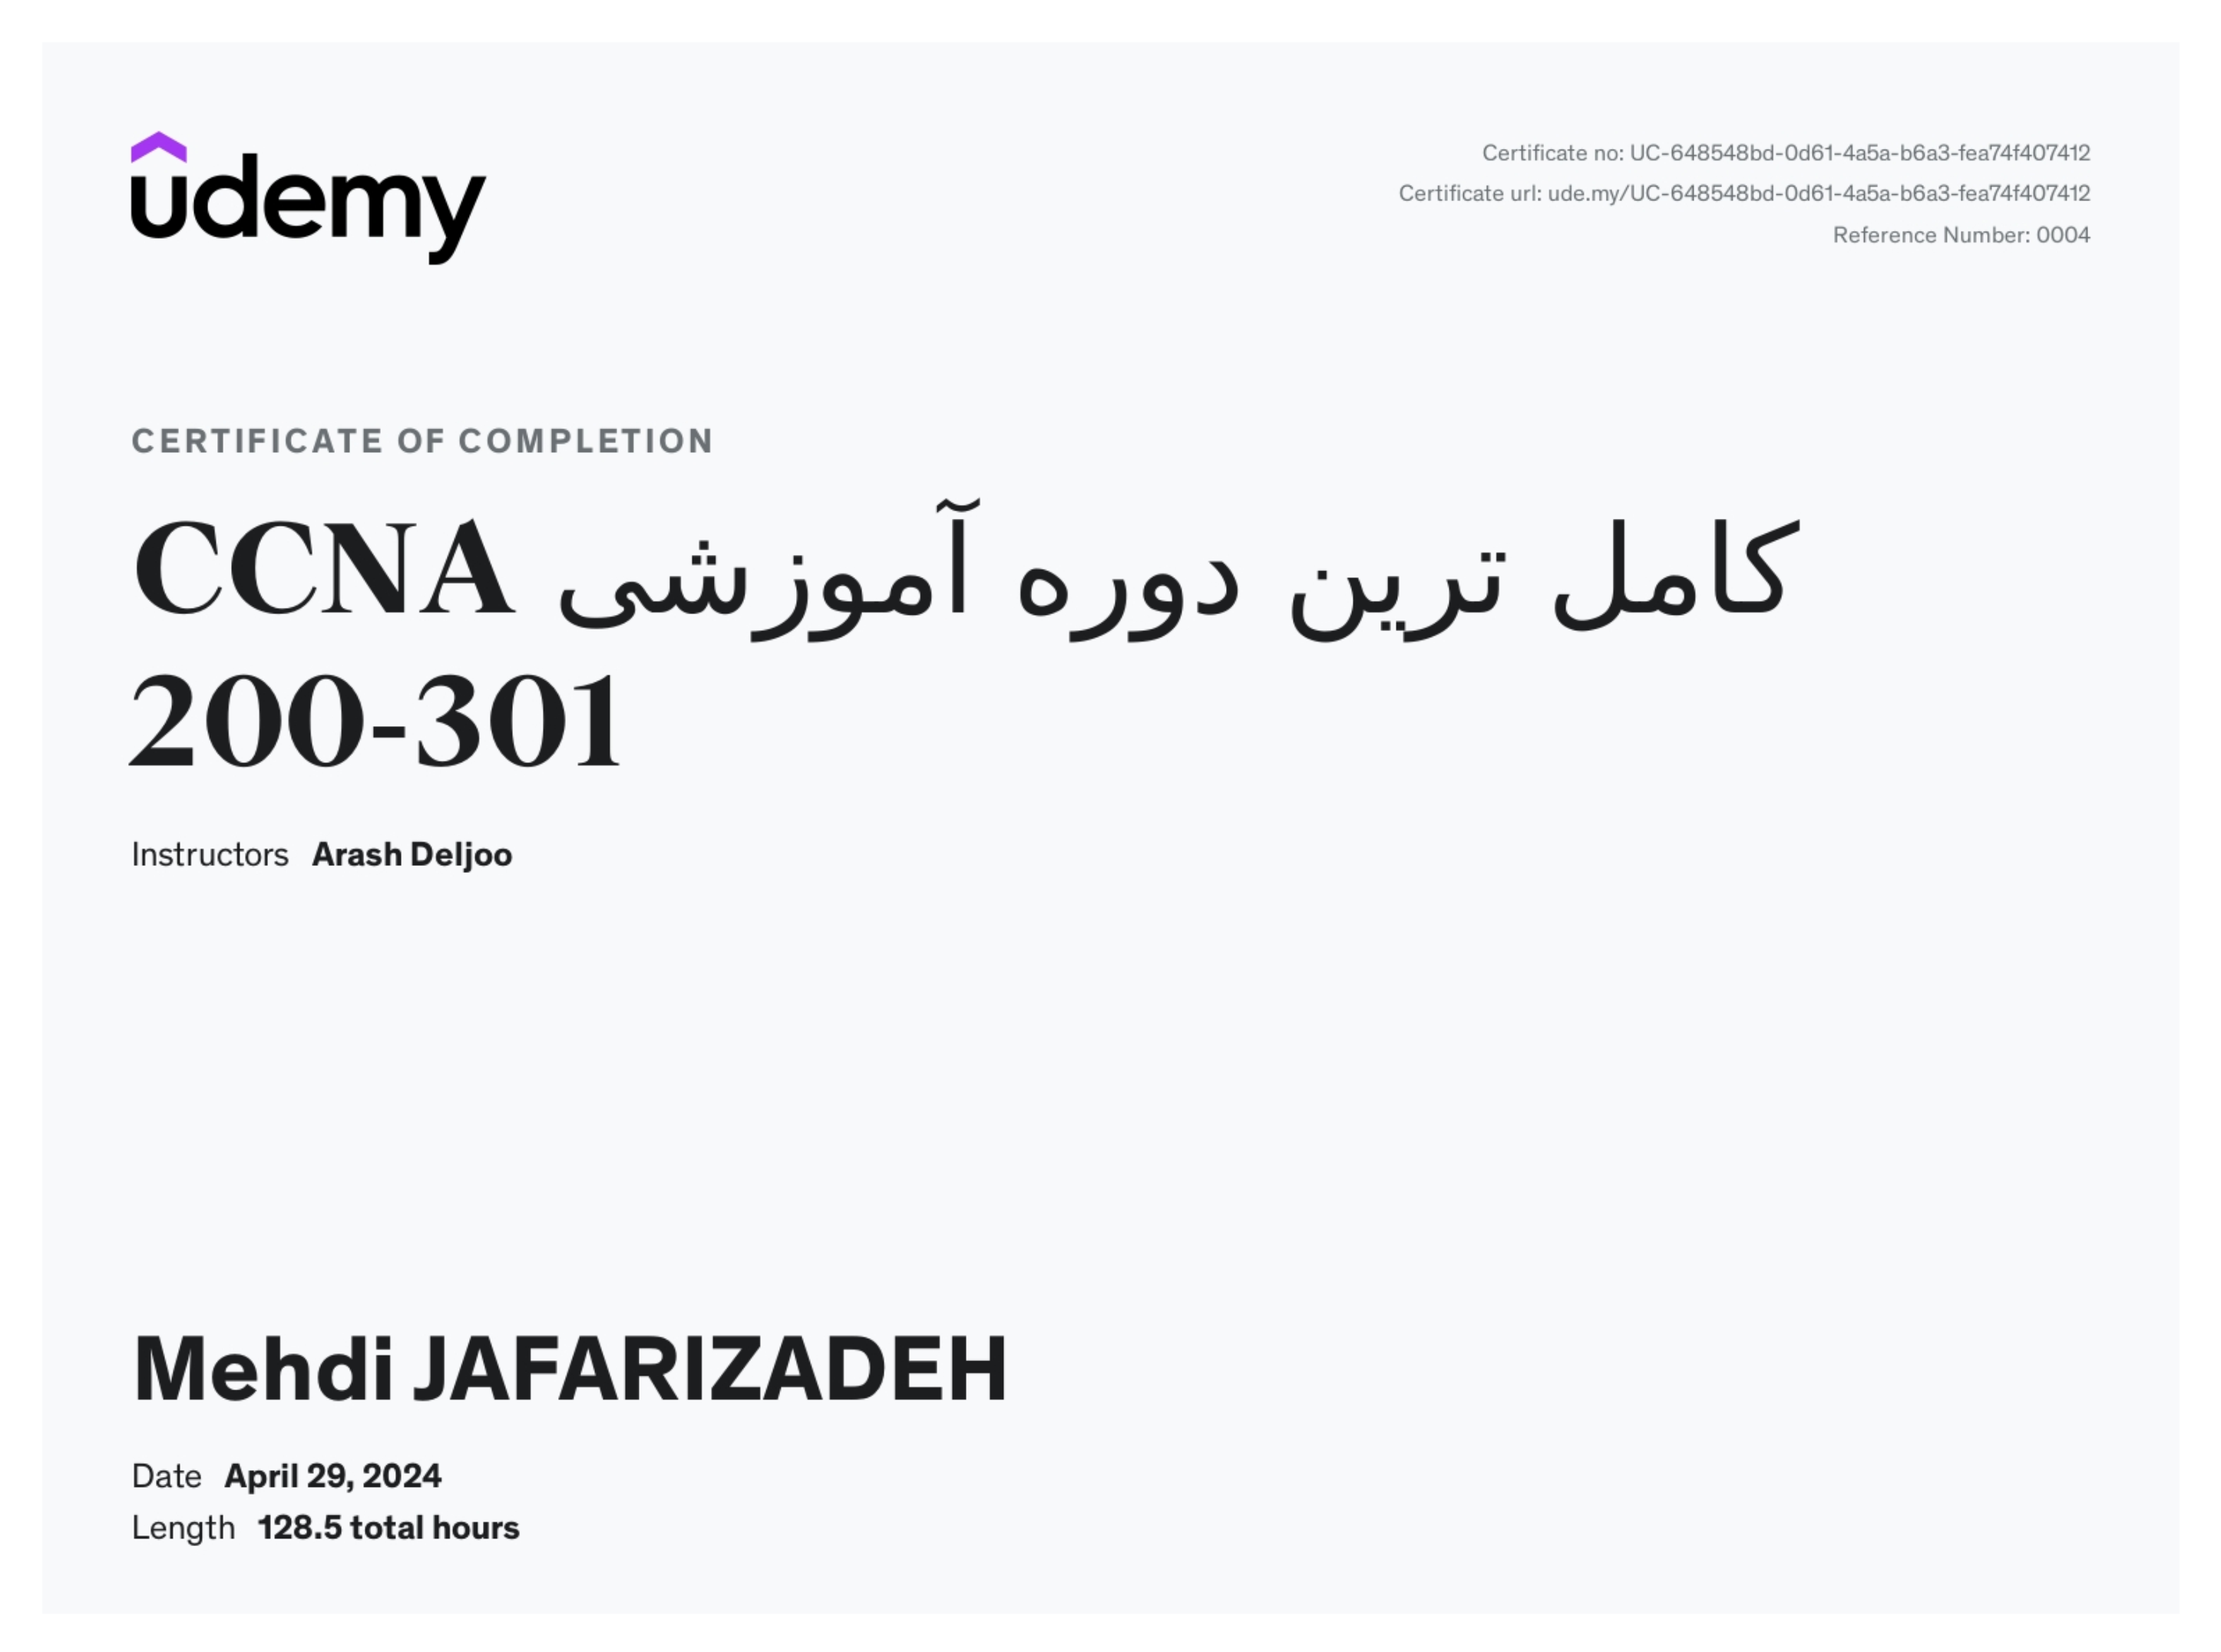 udemy
Certificate no: UC-648548bd-0d61-4a5a-b6a3-fea74f407412
Certificate url: ude.my/UC-648548bd-0d61-4a5a-b6a3-fea74f407412
Reference Number: 0004
CERTIFICATE OF COMPLETION
کامل ترین دوره آموزشی CCNA
200-301
Instructors Arash Deljoo
Mehdi JAFARIZADEH
Date April 29, 2024
Length 128.5 total hours